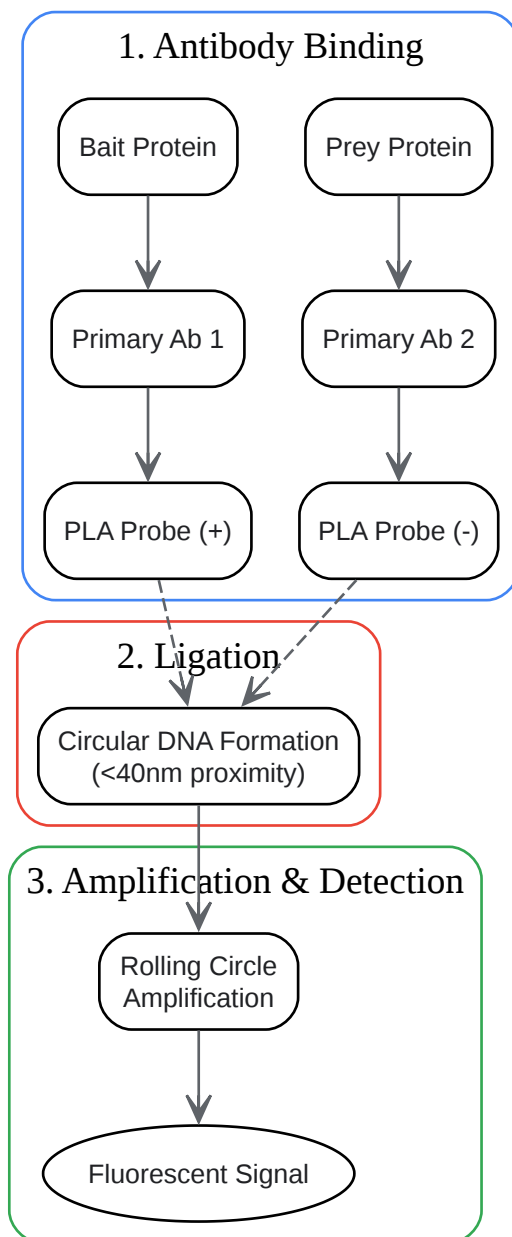 1. Antibody Binding
Bait Protein
Prey Protein
Primary Ab 1
Primary Ab 2
PLA Probe (+)
PLA Probe (-)
2. Ligation
Circular DNA Formation
(<40nm proximity)
3. Amplification & Detection
Rolling Circle
Amplification
Fluorescent Signal